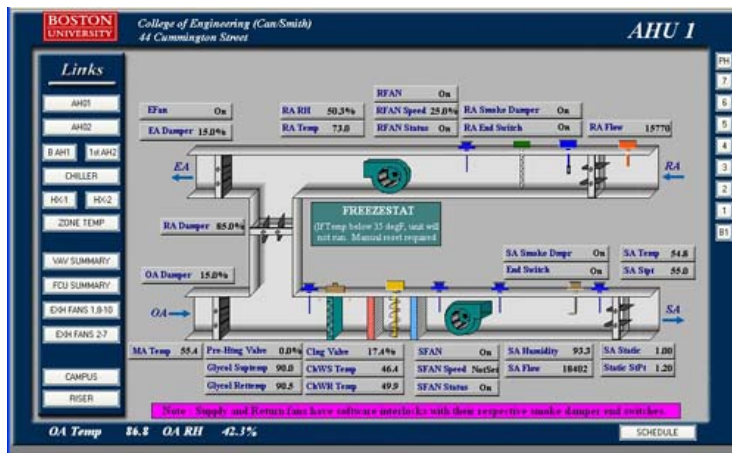 BOSTON
UNIVERSITY
College of Engineering (Can/Smith)
44 Cummington Street
AHU 1
Links
AH01
AH02
B AH1 1st AH2
CHILLER
HX-1 HX-2
ZONE TEMP
VAV SUMMARY
FCU SUMMARY
EXH FANS 1,8-10
EXH FANS 2-7
CAMPUS
RISER
PH
7
6
5
4
3
2
1
B1
RFAN On
EFan On
RA RH 50.3%
RFAN Speed 25.0%
RA Smoke Damper On
EA Damper 15.0%
RA Temp 73.0
RFAN Status On
RA End Switch On
RA Flow 15770
EA
RA
FREEZESTAT
(If Temp below 35 degF, unit will
not run. Manual reset required
RA Damper 85.0%
SA Smoke Dmpr On
SA Temp 54.8
End Switch On
SA Stpt 55.0
OA Damper 15.0%
OA
SA
MA Temp 55.4
Pre-Htng Valve 0.0%
Clng Valve 17.4%
SFAN On
SA Humidity 93.3
SA Static 1.00
Glycol Suptemp 90.0
ChWS Temp 46.4
SFAN Speed NotSet
SA Flow 18402
Static StPt 1.20
Glycol Rettemp 90.5
ChWR Temp 49.9
SFAN Status On
Note - Supply and Return fans have software interlocks with their respective smoke damper end switches.
OA Temp 86.8 OA RH 42.3%
SCHEDULE